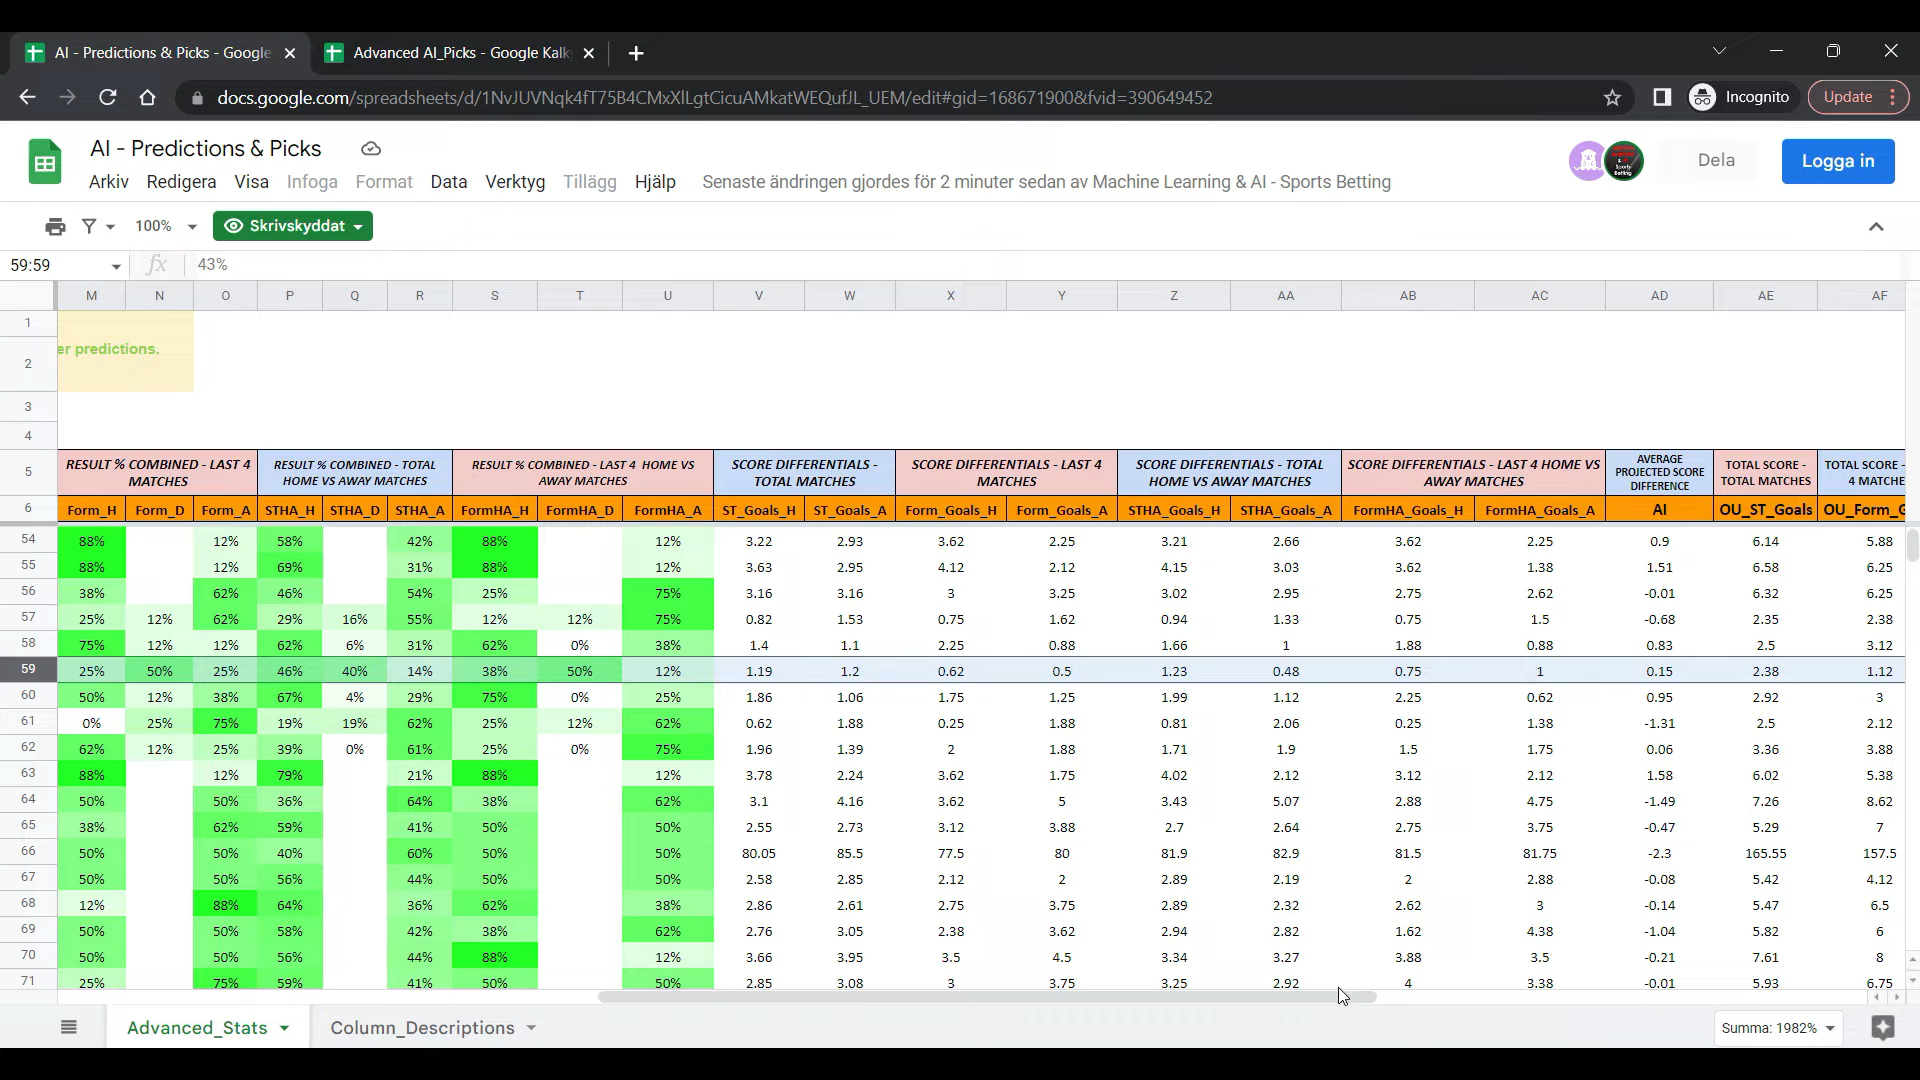 AI - Predictions & Picks - Google
Advanced AI_Picks - Google Kalk
docs.google.com/spreadsheets/d/1NvJUVNqk4fT75B4CMxXlLgtCicuAMkatWEQufJL_UEM/edit#gid=168671900&fvid=390649452
Incognito
Update
AI - Predictions & Picks
Arkiv Redigera Visa Infoga Format Data Verktyg Tillägg Hjälp Senaste ändringen gjordes för 2 minuter sedan av Machine Learning & AI - Sports Betting
Dela
Logga in
100%
Skrivskyddat
59:59
fx
43%
M N O P Q R S T U V W X Y Z AA AB AC AD AE AF
1
2 er predictions.
3
4
5 RESULT % COMBINED - LAST 4 MATCHES RESULT % COMBINED - TOTAL HOME VS AWAY MATCHES RESULT % COMBINED - LAST 4 HOME VS AWAY MATCHES SCORE DIFFERENTIALS - TOTAL MATCHES SCORE DIFFERENTIALS - LAST 4 MATCHES SCORE DIFFERENTIALS - TOTAL HOME VS AWAY MATCHES SCORE DIFFERENTIALS - LAST 4 HOME VS AWAY MATCHES AVERAGE PROJECTED SCORE DIFFERENCE TOTAL SCORE - TOTAL MATCHES TOTAL SCORE - 4 MATCHE
6 Form_H Form_D Form_A STHA_H STHA_D STHA_A FormHA_H FormHA_D FormHA_A ST_Goals_H ST_Goals_A Form_Goals_H Form_Goals_A STHA_Goals_H STHA_Goals_A FormHA_Goals_H FormHA_Goals_A AI OU_ST_Goals OU_Form_G
54 88% 12% 58% 42% 88% 12% 3.22 2.93 3.62 2.25 3.21 2.66 3.62 2.25 0.9 6.14 5.88
55 88% 12% 69% 31% 88% 12% 3.63 2.95 4.12 2.12 4.15 3.03 3.62 1.38 1.51 6.58 6.25
56 38% 62% 46% 54% 25% 75% 3.16 3.16 3 3.25 3.02 2.95 2.75 2.62 -0.01 6.32 6.25
57 25% 12% 62% 29% 16% 55% 12% 12% 75% 0.82 1.53 0.75 1.62 0.94 1.33 0.75 1.5 -0.68 2.35 2.38
58 75% 12% 12% 62% 6% 31% 62% 0% 38% 1.4 1.1 2.25 0.88 1.66 1 1.88 0.88 0.83 2.5 3.12
59 25% 50% 25% 46% 40% 14% 38% 50% 12% 1.19 1.2 0.62 0.5 1.23 0.48 0.75 1 0.15 2.38 1.12
60 50% 12% 38% 67% 4% 29% 75% 0% 25% 1.86 1.06 1.75 1.25 1.99 1.12 2.25 0.62 0.95 2.92 3
61 0% 25% 75% 19% 19% 62% 25% 12% 62% 0.62 1.88 0.25 1.88 0.81 2.06 0.25 1.38 -1.31 2.5 2.12
62 62% 12% 25% 39% 0% 61% 25% 0% 75% 1.96 1.39 2 1.88 1.71 1.9 1.5 1.75 0.06 3.36 3.88
63 88% 12% 79% 21% 88% 12% 3.78 2.24 3.62 1.75 4.02 2.12 3.12 2.12 1.58 6.02 5.38
64 50% 50% 36% 64% 38% 62% 3.1 4.16 3.62 5 3.43 5.07 2.88 4.75 -1.49 7.26 8.62
65 38% 62% 59% 41% 50% 50% 2.55 2.73 3.12 3.88 2.7 2.64 2.75 3.75 -0.47 5.29 7
66 50% 50% 40% 60% 50% 50% 80.05 85.5 77.5 80 81.9 82.9 81.5 81.75 -2.3 165.55 157.5
67 50% 50% 56% 44% 50% 50% 2.58 2.85 2.12 2 2.89 2.19 2 2.88 -0.08 5.42 4.12
68 12% 88% 64% 36% 62% 38% 2.86 2.61 2.75 3.75 2.89 2.32 2.62 3 -0.14 5.47 6.5
69 50% 50% 58% 42% 38% 62% 2.76 3.05 2.38 3.62 2.94 2.82 1.62 4.38 -1.04 5.82 6
70 50% 50% 56% 44% 88% 12% 3.66 3.95 3.5 4.5 3.34 3.27 3.88 3.5 -0.21 7.61 8
71 25% 75% 59% 41% 50% 50% 2.85 3.08 3 3.75 3.25 2.92 4 3.38 -0.01 5.93 6.75
Advanced_Stats
Column_Descriptions
Summa: 1982%